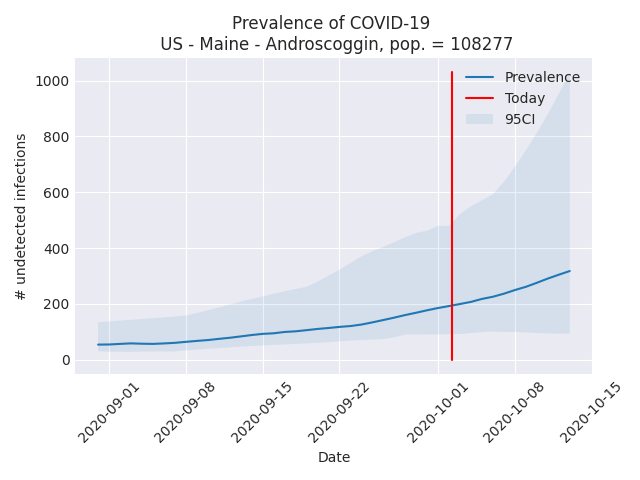 Prevalence of COVID-19
US - Maine - Androscoggin, pop. = 108277
Prevalence
Today
95CI
1000
800
600
400
200
0
# undetected infections
2020-09-01
2020-09-08
2020-09-15
2020-09-22
2020-10-01
2020-10-08
2020-10-15
Date